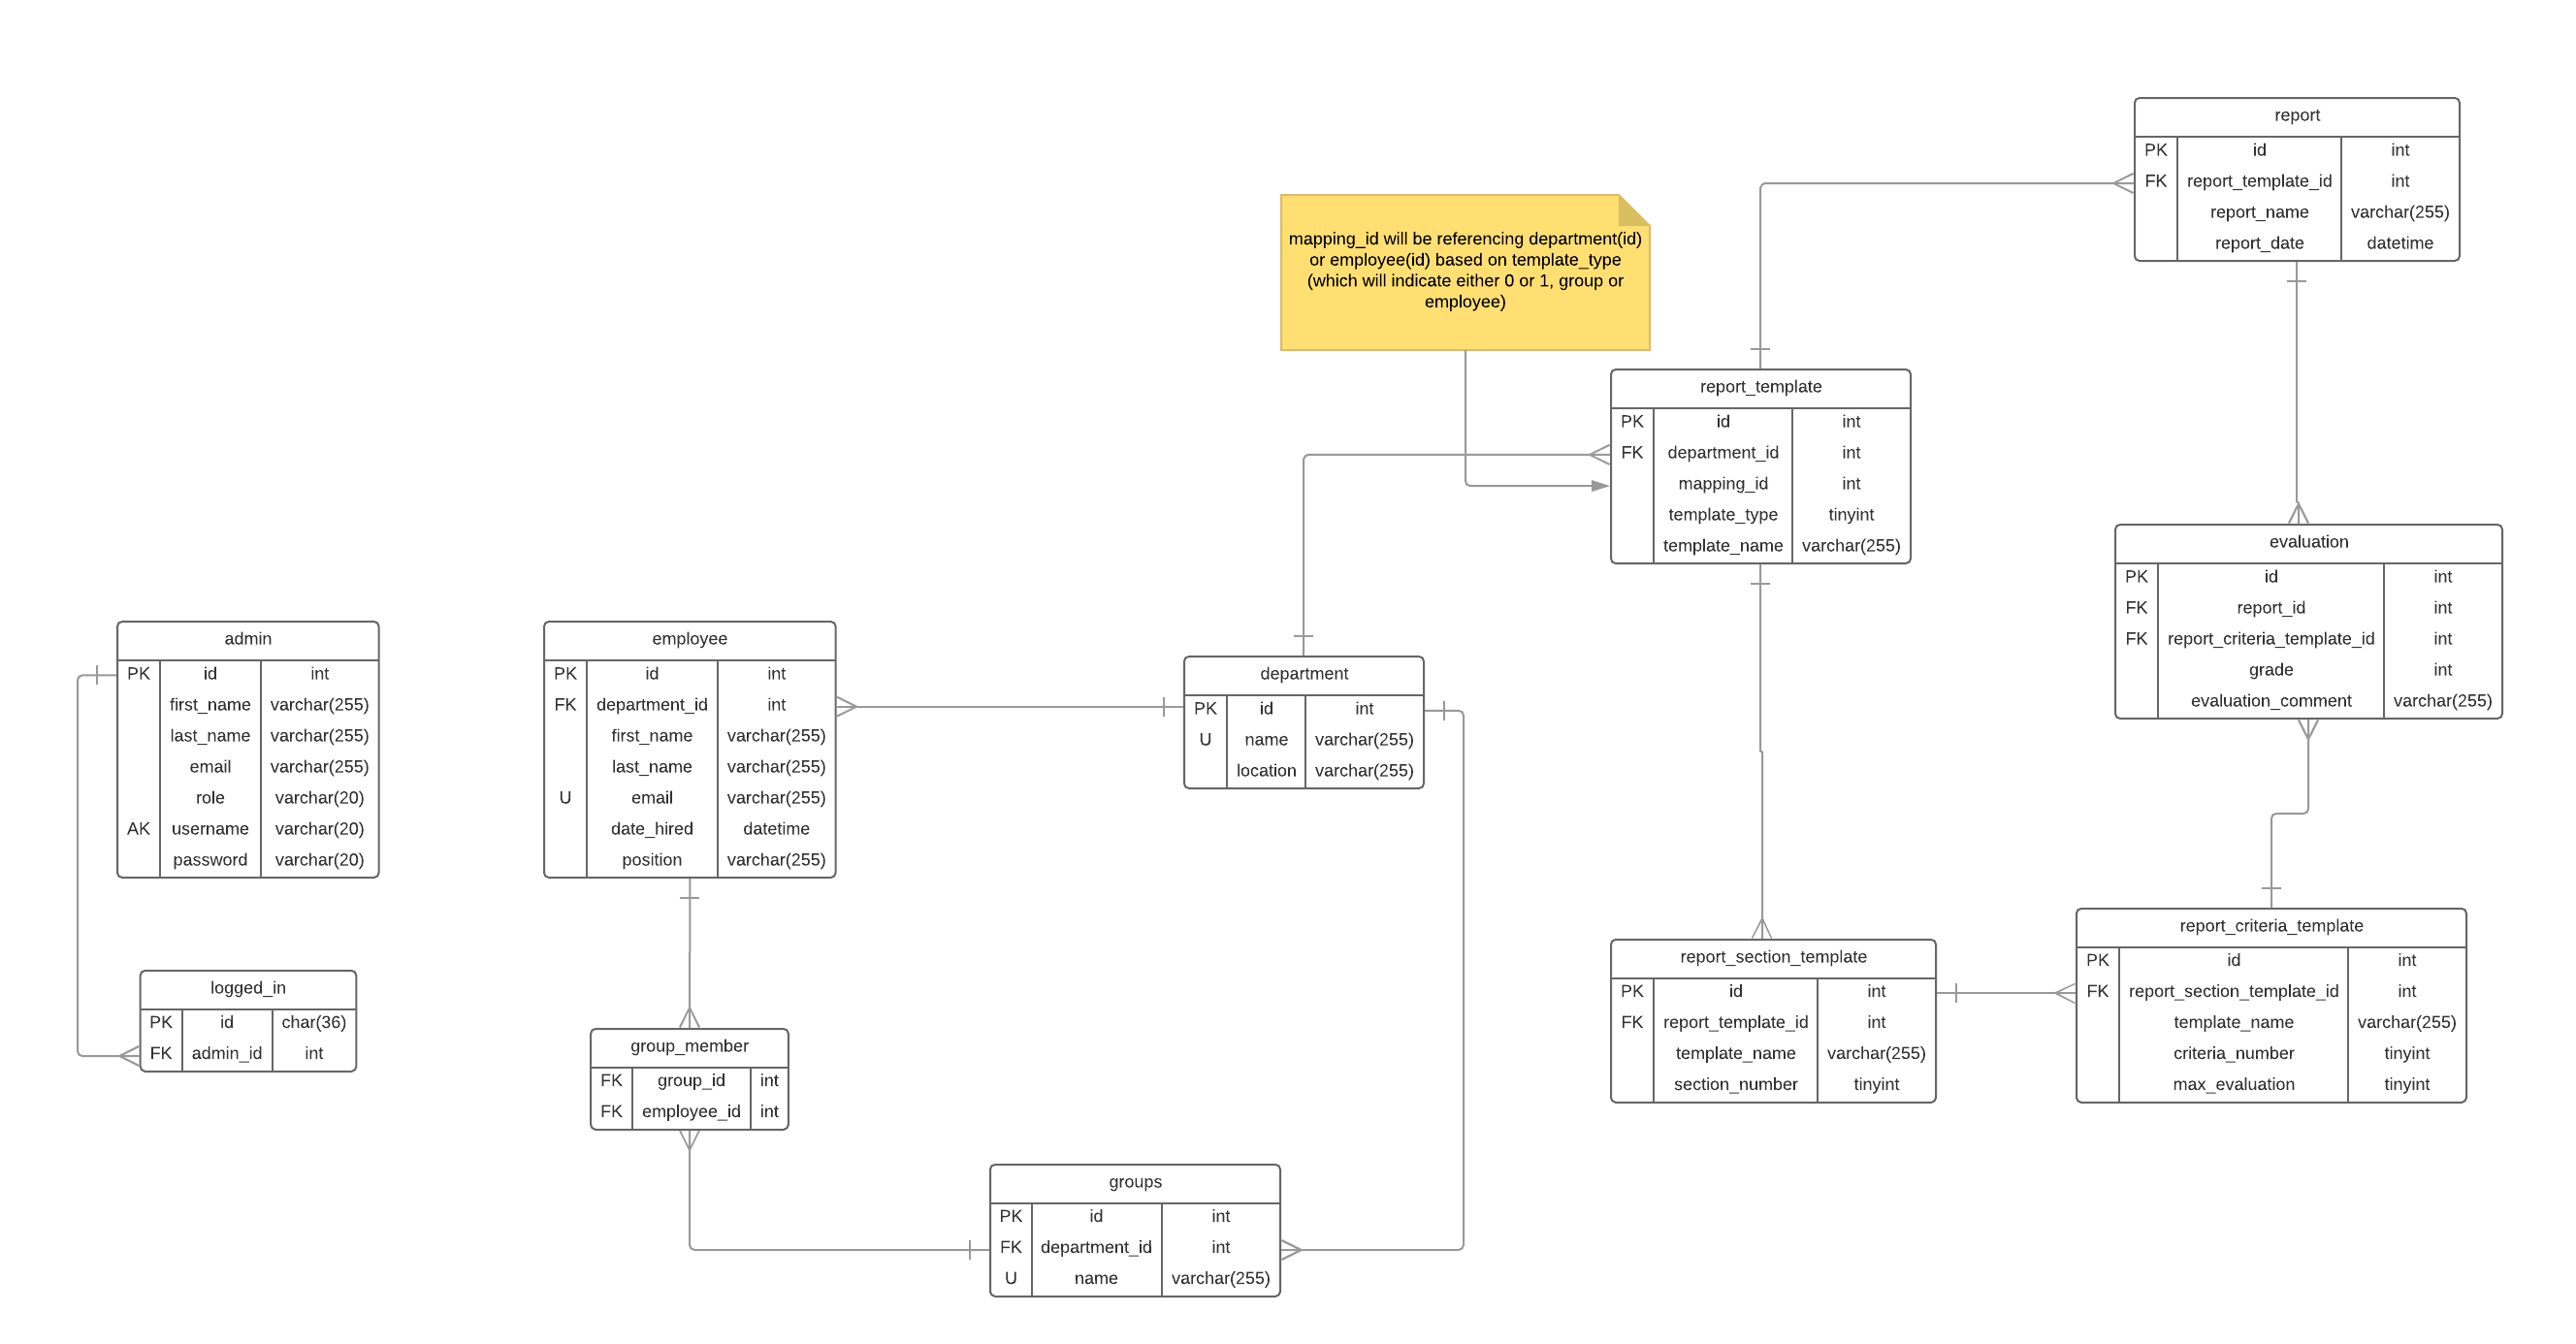 report
PK id int
FK report_template_id int
report_name varchar(255)
report_date datetime
mapping_id will be referencing department(id)
or employee(id) based on template_type
(which will indicate either 0 or 1, group or
employee)
report_template
PK id int
FK department_id int
mapping_id int
template_type tinyint
template_name varchar(255)
evaluation
PK id int
FK report_id int
FK report_criteria_template_id int
grade int
evaluation_comment varchar(255)
admin
PK id int
first_name varchar(255)
last_name varchar(255)
email varchar(255)
role varchar(20)
AK username varchar(20)
password varchar(20)
employee
PK id int
FK department_id int
first_name varchar(255)
last_name varchar(255)
U email varchar(255)
date_hired datetime
position varchar(255)
department
PK id int
U name varchar(255)
location varchar(255)
logged_in
PK id char(36)
FK admin_id int
group_member
FK group_id int
FK employee_id int
groups
PK id int
FK department_id int
U name varchar(255)
report_section_template
PK id int
FK report_template_id int
template_name varchar(255)
section_number tinyint
report_criteria_template
PK id int
FK report_section_template_id int
template_name varchar(255)
criteria_number tinyint
max_evaluation tinyint